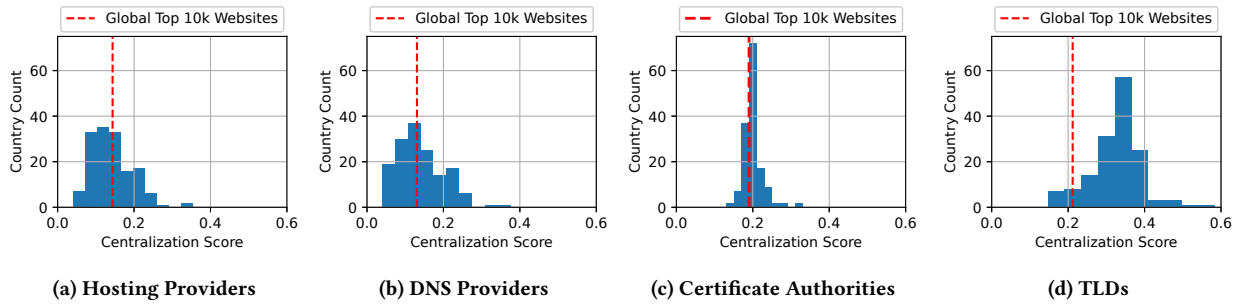 Global Top 10k Websites
Global Top 10k Websites
Global Top 10k Websites
Global Top 10k Websites
Country Count
60
40
20
0
0.0 0.2 0.4 0.6
Centralization Score
Country Count
60
40
20
0
0.0 0.2 0.4 0.6
Centralization Score
Country Count
60
40
20
0
0.0 0.2 0.4 0.6
Centralization Score
Country Count
60
40
20
0
0.0 0.2 0.4 0.6
Centralization Score
(a) Hosting Providers
(b) DNS Providers
(c) Certificate Authorities
(d) TLDs